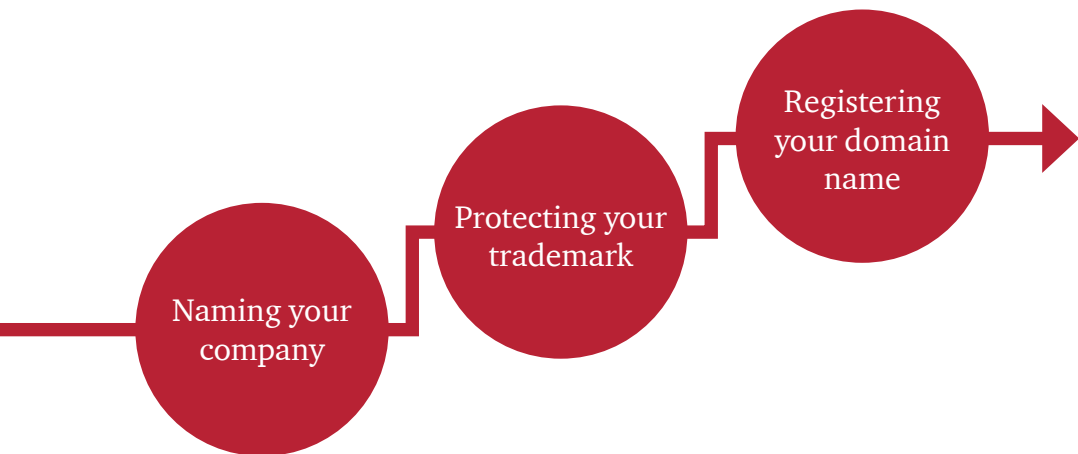 Naming your
company
Protecting your
trademark
Registering
your domain
name